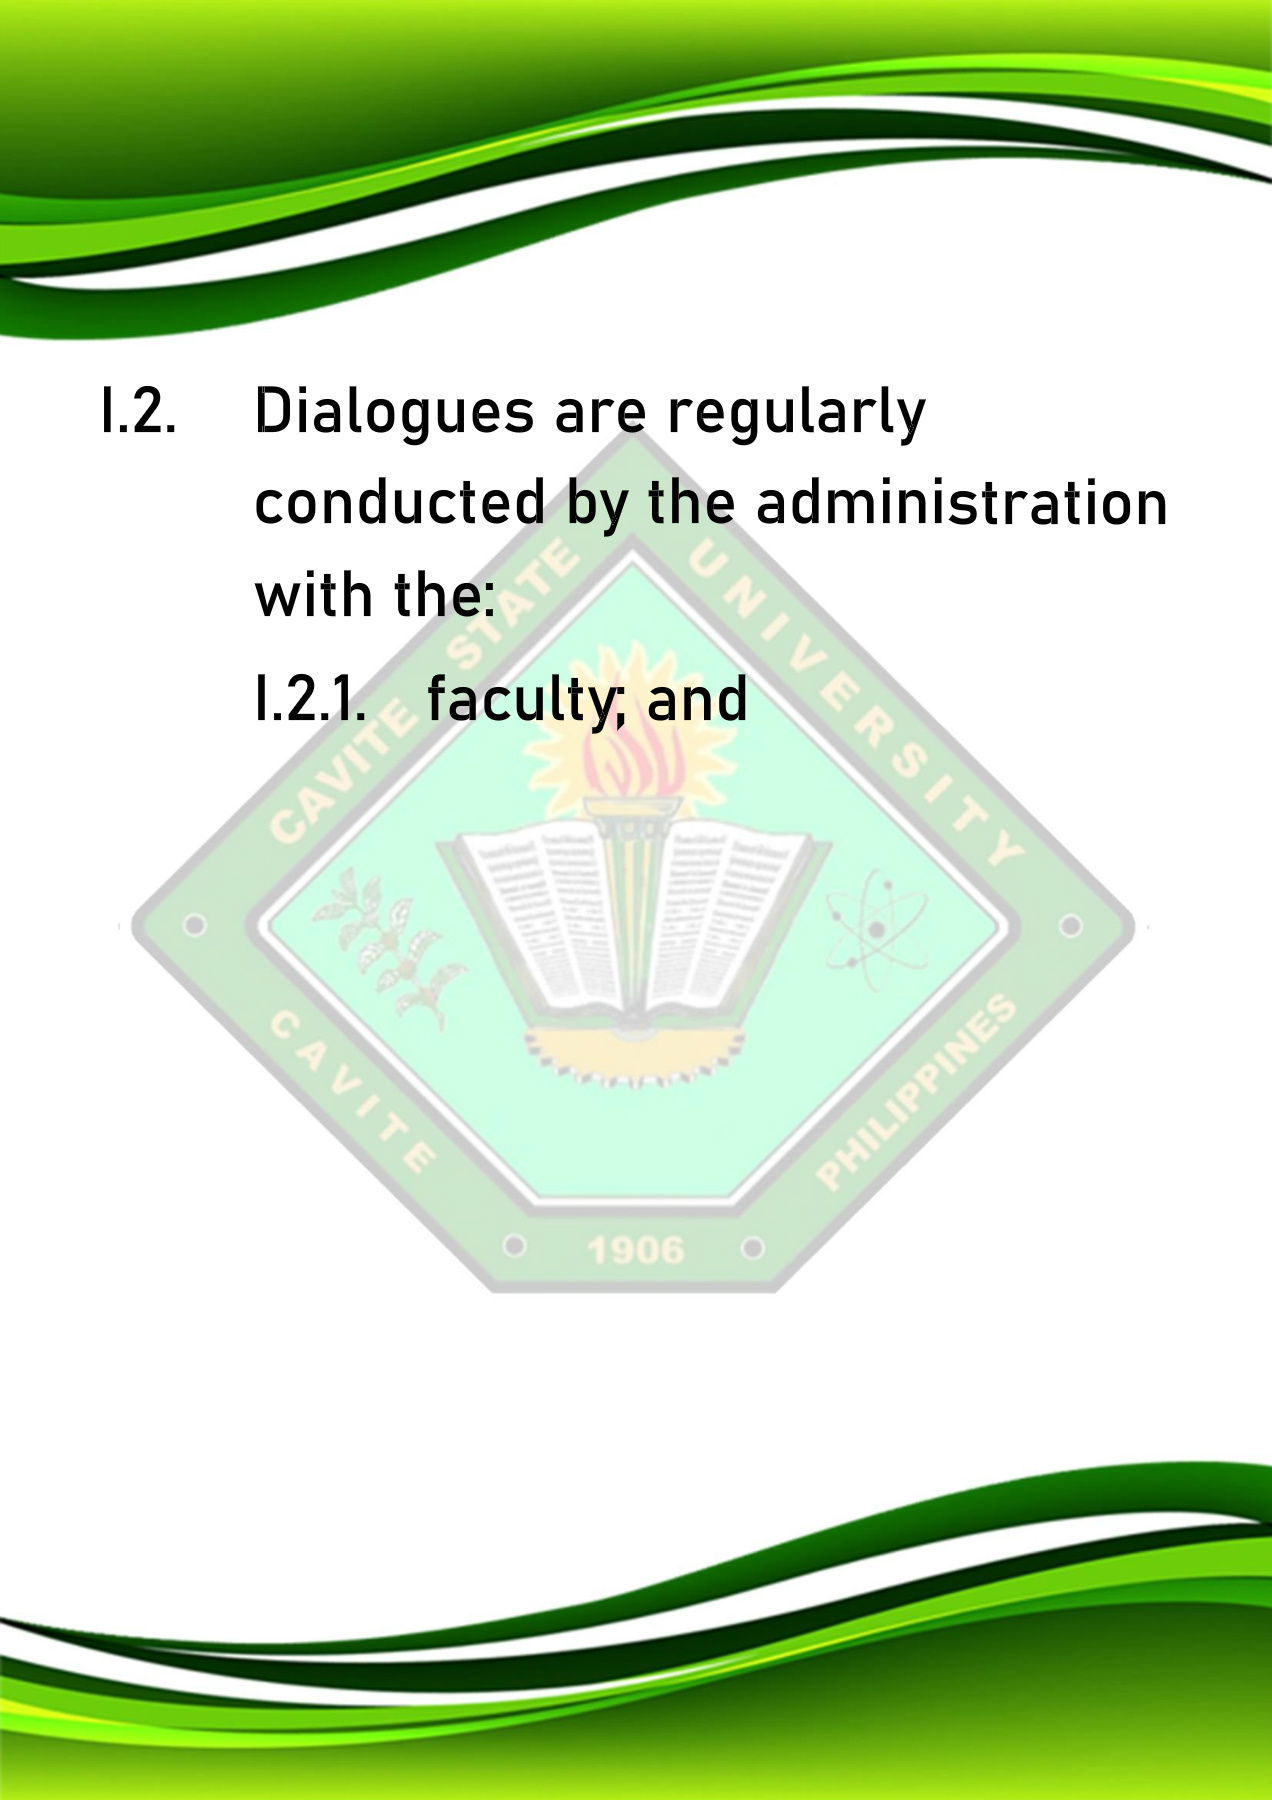 I.2. Dialogues are regularly
conducted by the administration
with the:
I.2.1. faculty; and
CAVITE STATE UNIVERSITY
CAVITE
PHILIPPINES
1906